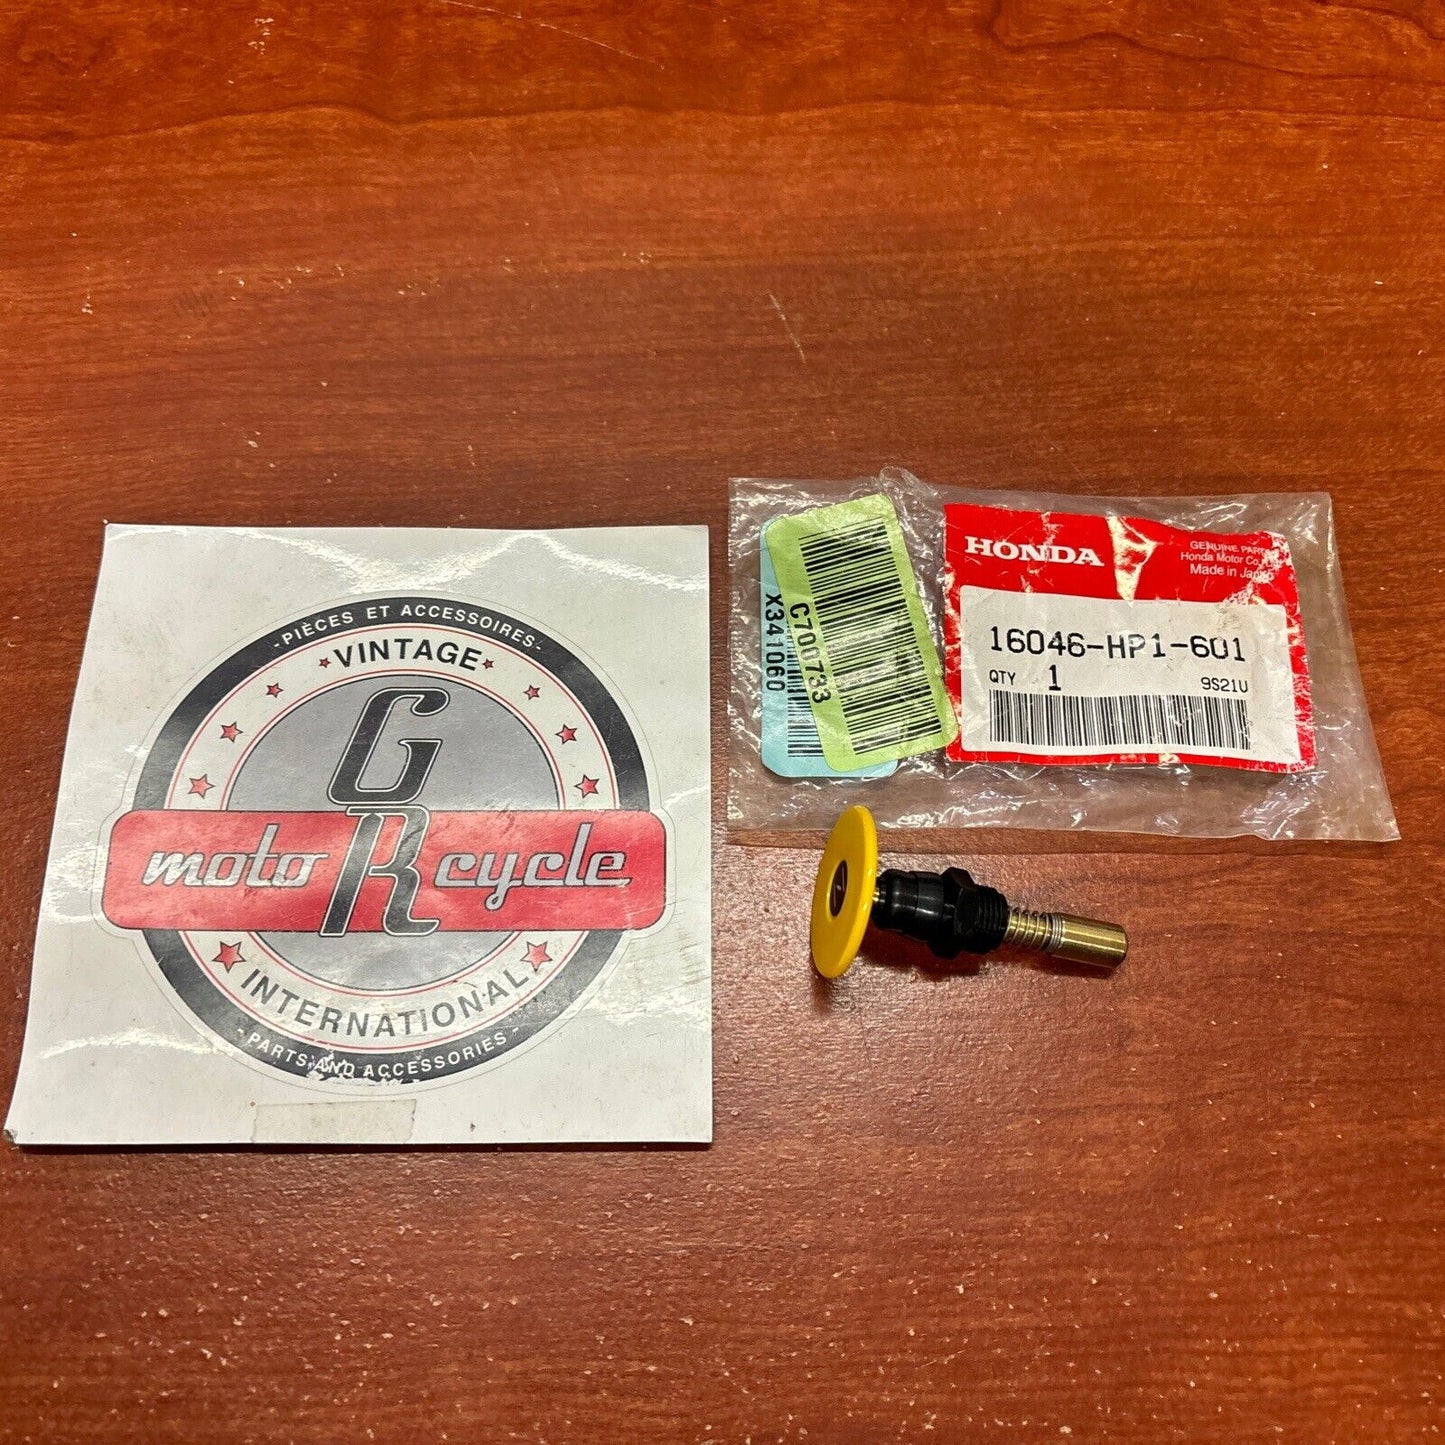 - PIÈCES ET ACCESSOIRES -
VINTAGE
GR
moto cycle
INTERNATIONAL
- PARTS AND ACCESSORIES -
X341060
C700733
HONDA
GENUINE PARTS
Honda Motor Co.,
Made in Japan
16046-HP1-601
QTY 1
9S21U